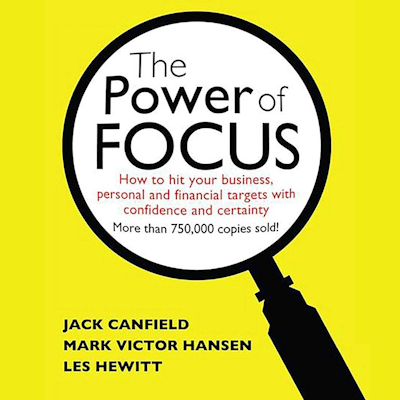 The
Power of
FOCUS
How to hit your business,
personal and financial targets with
confidence and certainty
More than 750,000 copies sold!
JACK CANFIELD
MARK VICTOR HANSEN
LES HEWITT